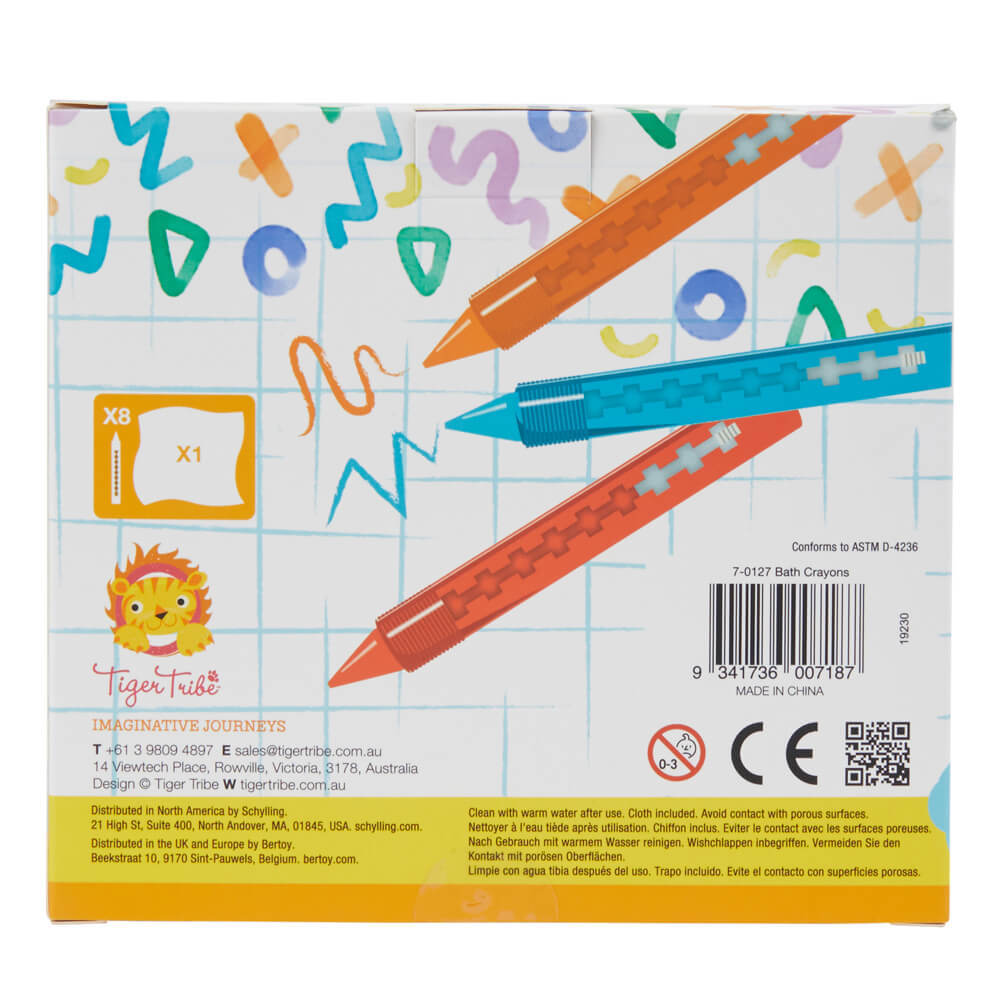 X8
X1
Conforms to ASTM D-4236
7-0127 Bath Crayons
19230
9 341736 007187
MADE IN CHINA
Tiger Tribe™
IMAGINATIVE JOURNEYS
T +61 3 9809 4897 E sales@tigertribe.com.au
14 Viewtech Place, Rowville, Victoria, 3178, Australia
Design © Tiger Tribe W tigertribe.com.au
0-3
CE
Distributed in North America by Schylling.
21 High St, Suite 400, North Andover, MA, 01845, USA. schylling.com.
Distributed in the UK and Europe by Bertoy.
Beekstraat 10, 9170 Sint-Pauwels, Belgium. bertoy.com.
Clean with warm water after use. Cloth included. Avoid contact with porous surfaces.
Nettoyer à l'eau tiède après utilisation. Chiffon inclus. Eviter le contact avec les surfaces poreuses.
Nach Gebrauch mit warmem Wasser reinigen. Wishchlappen inbegriffen. Vermeiden Sie den
Kontakt mit porösen Oberflächen.
Limpie con agua tibia después del uso. Trapo incluido. Evite el contacto con superficies porosas.